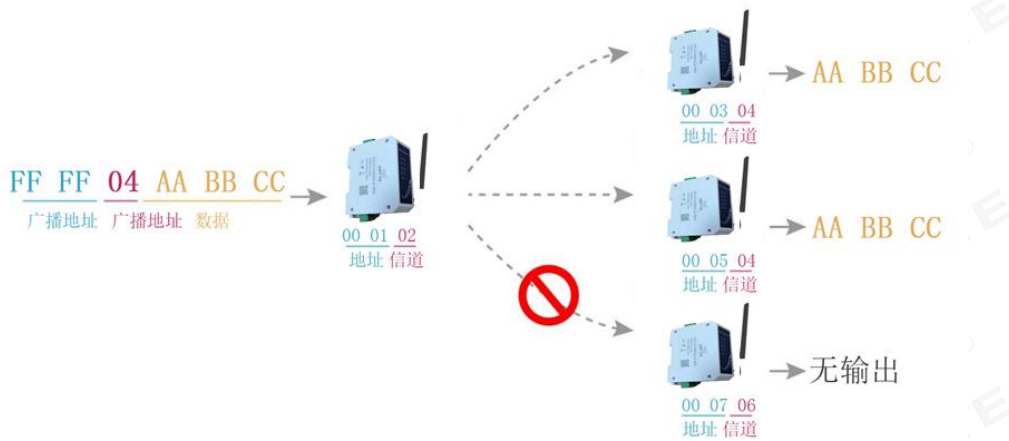 FF FF 04 AA BB CC
广播地址 广播地址 数据
00 01 02
地址 信道
AA BB CC
00 03 04
地址 信道
AA BB CC
00 05 04
地址 信道
无输出
00 07 06
地址 信道